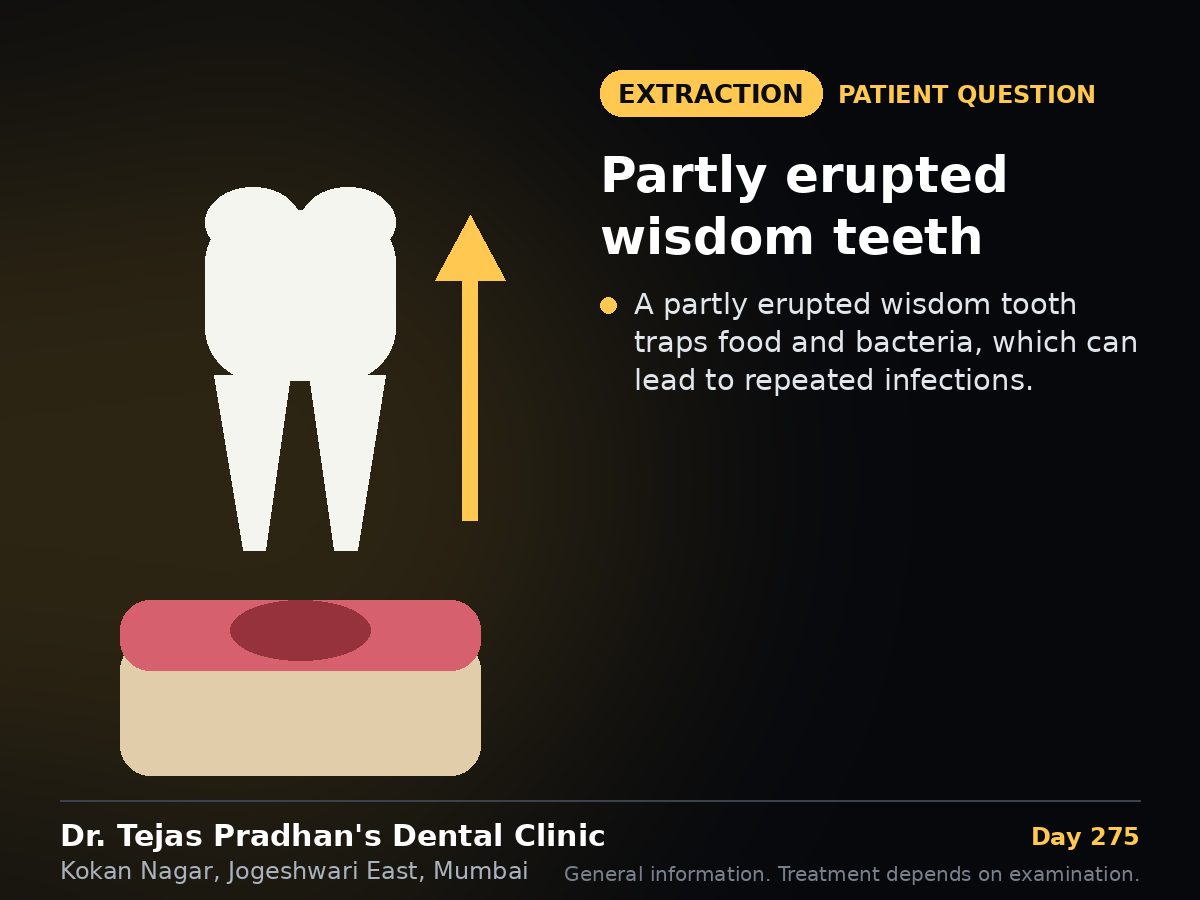 EXTRACTION PATIENT QUESTION
Partly erupted
wisdom teeth
A partly erupted wisdom tooth
traps food and bacteria, which can
lead to repeated infections.
Dr. Tejas Pradhan's Dental Clinic
Day 275
Kokan Nagar, Jogeshwari East, Mumbai
General information. Treatment depends on examination.